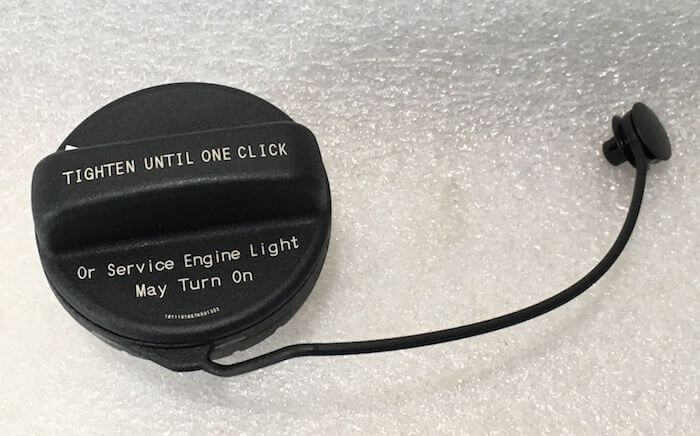 TIGHTEN UNTIL ONE CLICK
Or Service Engine Light
May Turn On